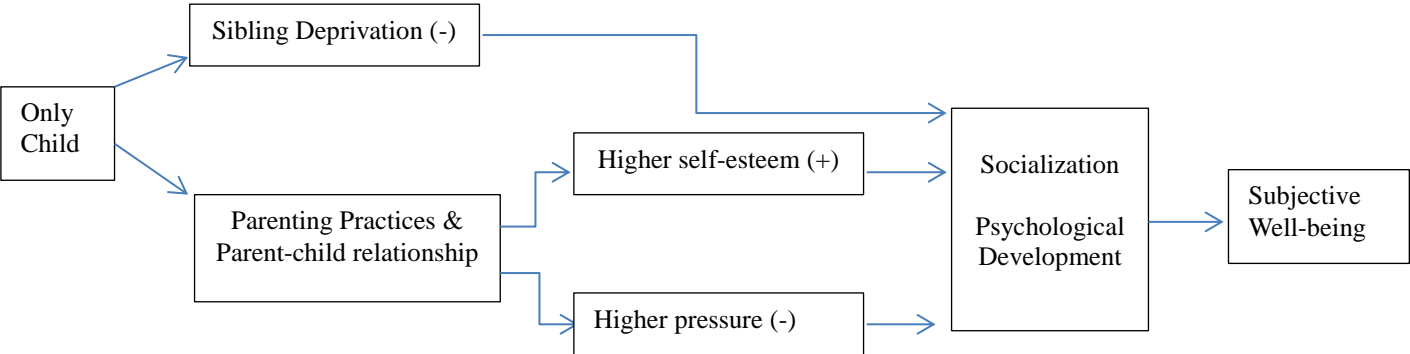 Sibling Deprivation (-)
Only
Child
Higher self-esteem (+)
Parenting Practices &
Parent-child relationship
Higher pressure (-)
Socialization
Psychological
Development
Subjective
Well-being